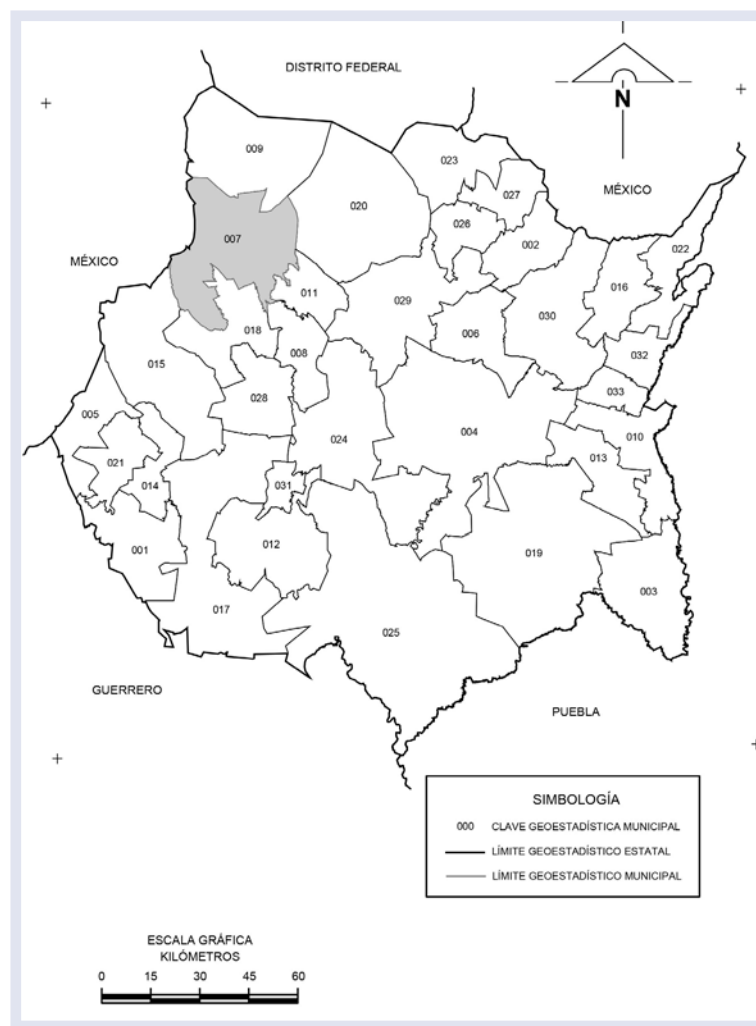 DISTRITO FEDERAL
N
009
023
027
MÉXICO
020
026
002
007
022
MÉXICO
011
016
029
018
006
030
008
032
015
033
028
005
024
004
010
021
013
014
031
001
012
019
003
017
025
GUERRERO
PUEBLA
SIMBOLOGÍA
000 CLAVE GEOESTADÍSTICA MUNICIPAL
LÍMITE GEOESTADÍSTICO ESTATAL
LÍMITE GEOESTADÍSTICO MUNICIPAL
ESCALA GRÁFICA
KILÓMETROS
0 15 30 45 60